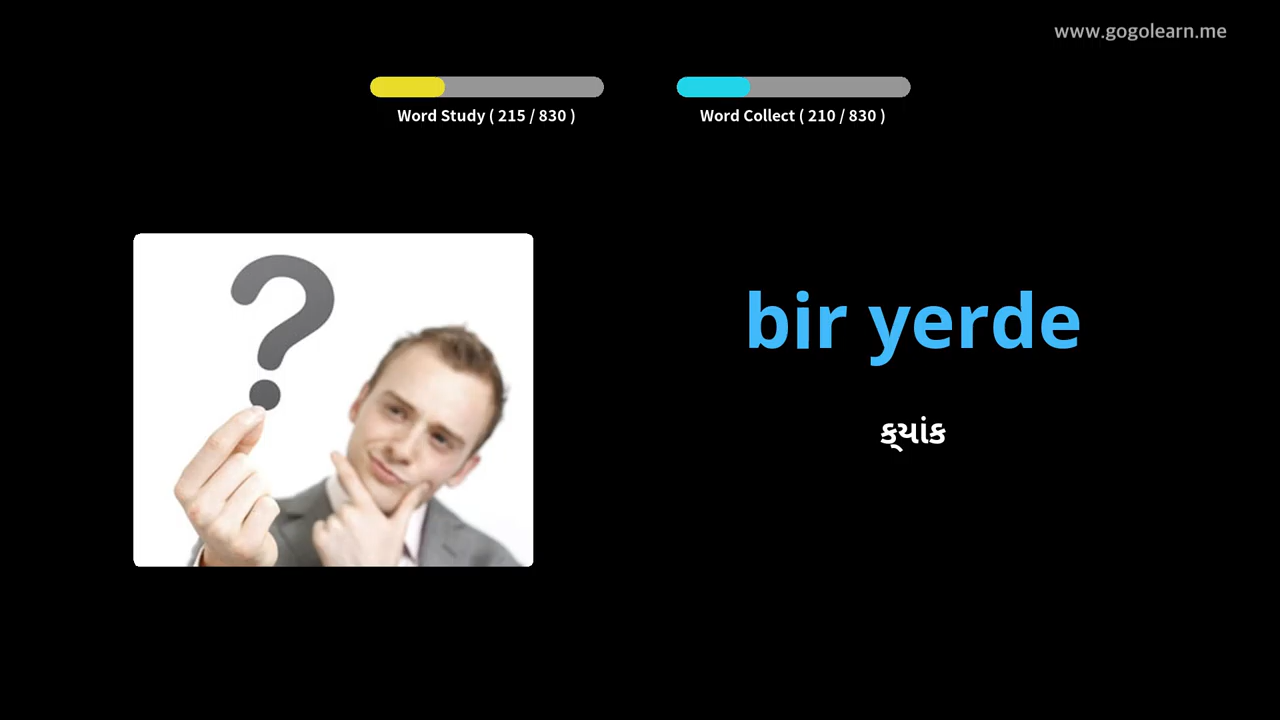 www.gogolearn.me
Word Study ( 215 / 830 )
Word Collect ( 210 / 830 )
bir yerde
ક્યાંક